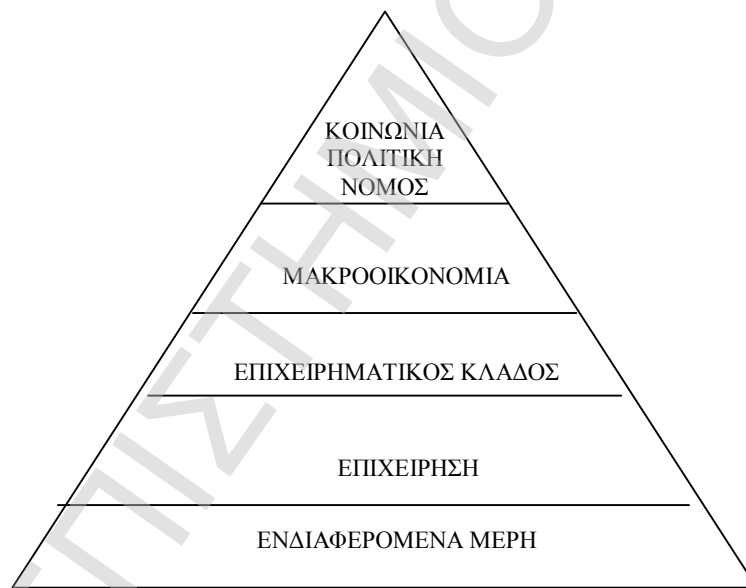 ΚΟΙΝΩΝΙΑ
ΠΟΛΙΤΙΚΗ
ΝΟΜΟΣ
ΜΑΚΡΟΟΙΚΟΝΟΜΙΑ
ΕΠΙΧΕΙΡΗΜΑΤΙΚΟΣ ΚΛΑΔΟΣ
ΕΠΙΧΕΙΡΗΣΗ
ΕΝΔΙΑΦΕΡΟΜΕΝΑ ΜΕΡΗ